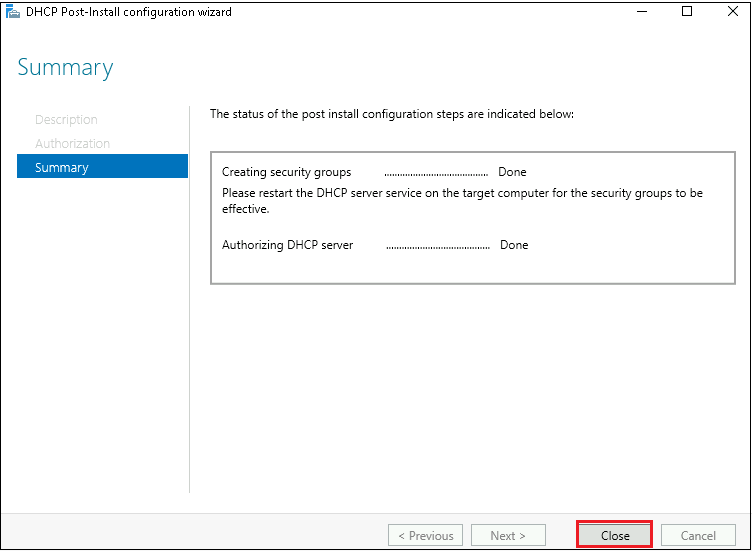 DHCP Post-Install configuration wizard
Summary
Description
Authorization
Summary
The status of the post install configuration steps are indicated below:
Creating security groups ........................................ Done
Please restart the DHCP server service on the target computer for the security groups to be
effective.
Authorizing DHCP server ........................................ Done
< Previous
Next >
Close
Cancel